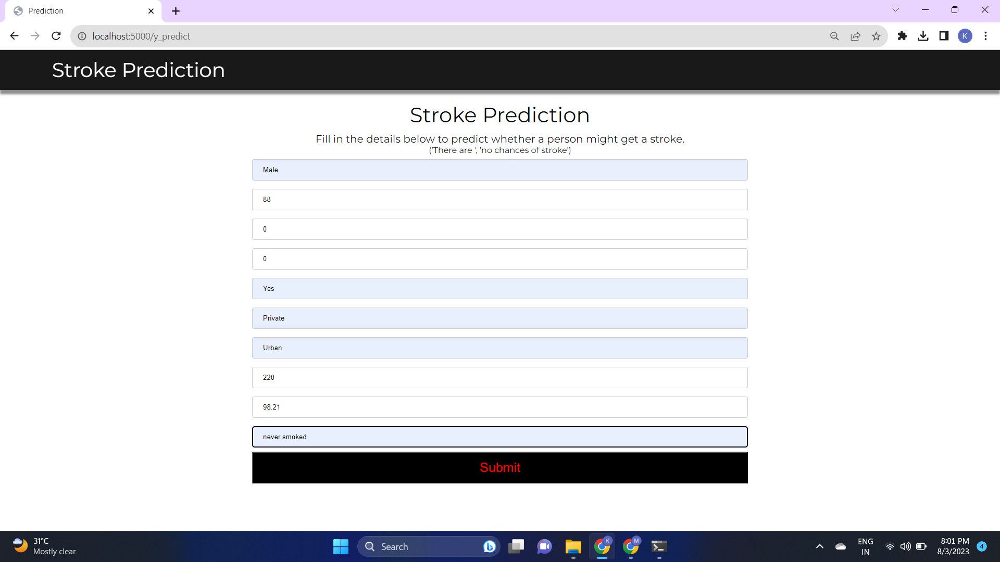 Prediction
localhost:5000/y_predict
K
Stroke Prediction
Stroke Prediction
Fill in the details below to predict whether a person might get a stroke.
('There are ', 'no chances of stroke')
Male
88
0
0
Yes
Private
Urban
220
98.21
never smoked
Submit
31°C
Mostly clear
Search
K
M
ENG
IN
8:01 PM
8/3/2023
4